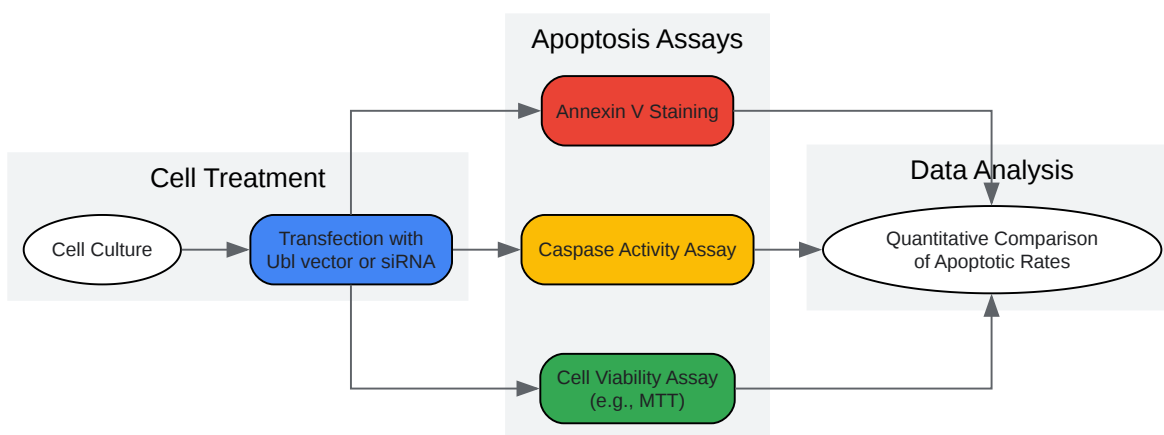 Cell Treatment
Cell Culture
Transfection with
Ubl vector or siRNA
Apoptosis Assays
Annexin V Staining
Caspase Activity Assay
Cell Viability Assay
(e.g., MTT)
Data Analysis
Quantitative Comparison
of Apoptotic Rates